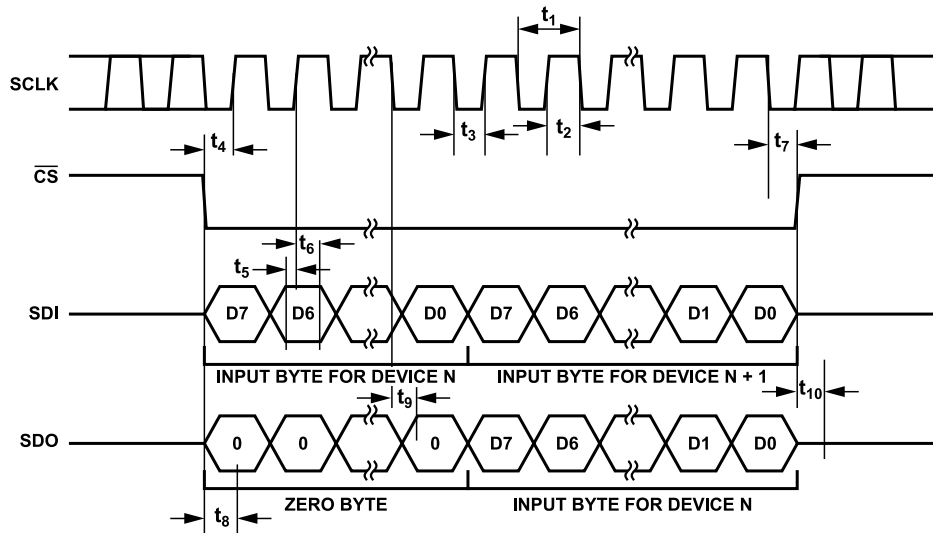 t1
SCLK
t4
t3
t2
t7
CS
t6
t5
SDI
D7
D6
D0
D7
D6
D1
D0
INPUT BYTE FOR DEVICE N
INPUT BYTE FOR DEVICE N + 1
t9
t10
SDO
0
0
0
D7
D6
D1
D0
ZERO BYTE
INPUT BYTE FOR DEVICE N
t8